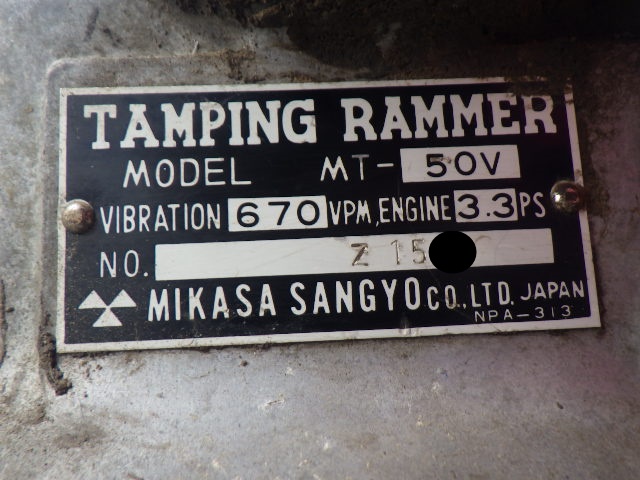 TAMPING RAMMER
MODEL MT-50V
VIBRATION 670 VPM, ENGINE 3.3 PS
NO. Z 15
MIKASA SANGYO CO., LTD. JAPAN
NPA-313